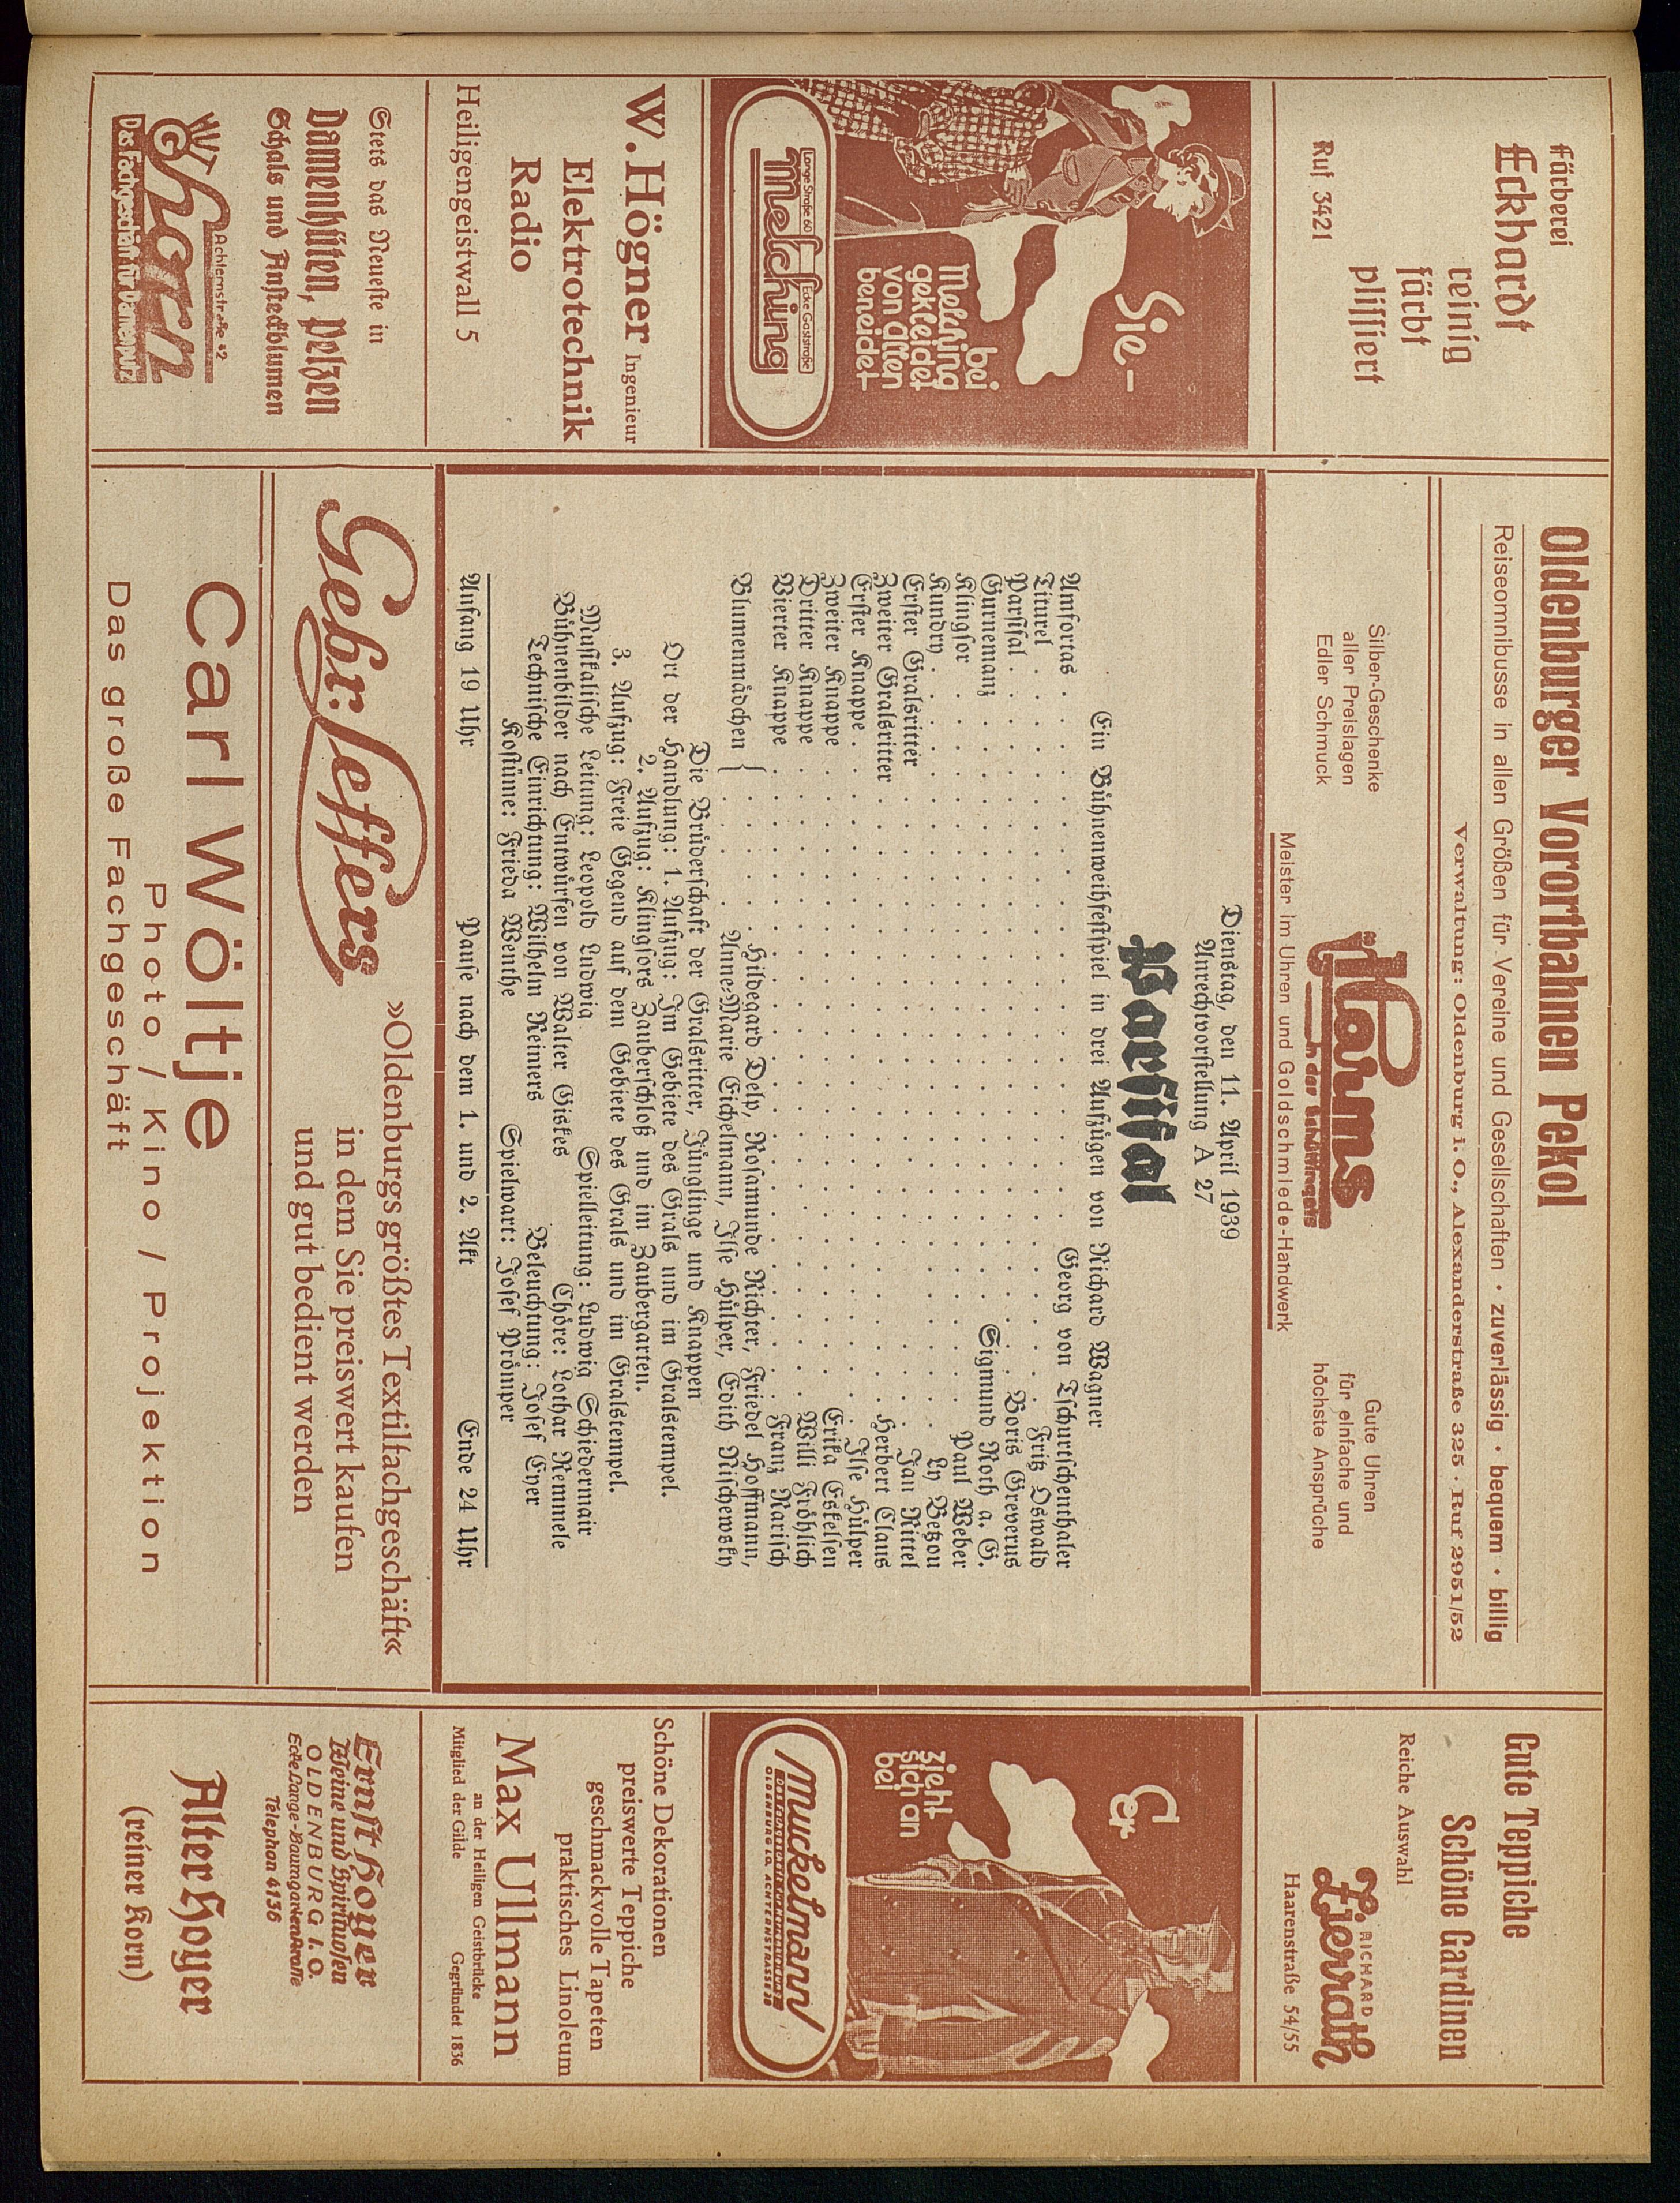 Färberei
Eckhardt
reinig
färbt
plissiert
Ruf 3421
Sie-
bei
Melching
gekleidet
von allen
beneidet
Lange Straße 60
Ecke Gaststraße
Melching
W. Högner Ingenieur
Elektrotechnik
Radio
Heiligengeistwall 5
Stets das Neueste in
Damenhüten, Pelzen
Schals und Ansteckblumen
Achternstraße 42
Das Fachgeschäft für Damenputz
Oldenburger Vorortbahnen Pekol
Reiseomnibusse in allen Größen für Vereine und Gesellschaften · zuverlässig · bequem · billig
Verwaltung: Oldenburg i. O., Alexanderstraße 325 · Ruf 2951/52
Silber-Geschenke
aller Preislagen
Edler Schmuck
Harms
Gute Uhren
für einfache und
höchste Ansprüche
Meister im Uhren und Goldschmiede-Handwerk
Dienstag, den 11. April 1939
Anrechtvorstellung A 27
Parsifal
Ein Bühnenweihfestspiel in drei Aufzügen von Richard Wagner
Amfortas . . . Georg von Tschurtschenthaler
Titurel . . . Fritz Oswald
Parsifal . . . Boris Greverus
Gurnemanz . . . Sigmund Roth a. G.
Klingsor . . . Paul Weber
Kundry . . . Ly Betzou
Erster Gralsritter . . . Jan Rittel
Zweiter Gralsritter . . . Herbert Claus
Erster Knappe . . . Ilse Hülper
Zweiter Knappe . . . Erika Eskelsen
Dritter Knappe . . . Willi Fröhlich
Vierter Knappe . . . Franz Marisch
Blumenmädchen { . . . Hildegard Delp, Rosamunde Richter, Friedel Hoffmann,
Anne-Marie Eichelmann, Ilse Hülper, Edith Nischewsky
Die Brüderschaft der Gralsritter, Jünglinge und Knappen
Ort der Handlung: 1. Aufzug: Im Gebiete des Grals und im Gralstempel.
2. Aufzug: Klingsors Zauberschloß und im Zaubergarten.
3. Aufzug: Freie Gegend auf dem Gebiete des Grals und im Gralstempel.
Musikalische Leitung: Leopold Ludwig Spielleitung: Ludwig Schiedermair
Bühnenbilder nach Entwürfen von Walter Giskes Chöre: Lothar Remmele
Technische Einrichtung: Wilhelm Reiners Beleuchtung: Josef Eyer
Kostüme: Frieda Wenthe Spielwart: Josef Prömper
Anfang 19 Uhr Pause nach dem 1. und 2. Akt Ende 24 Uhr
Gebr. Leffers
»Oldenburgs größtes Textilfachgeschäft«
in dem Sie preiswert kaufen
und gut bedient werden
Carl Wöltje
Photo / Kino / Projektion
Das große Fachgeschäft
Gute Teppiche
Schöne Gardinen
Reiche Auswahl
RICHARD
Zierrath
Haarenstraße 54/55
Er
zieht
sich an
bei
Muckelmann
OLDENBURG I.O. ACHTERNSTRASSE 38
Schöne Dekorationen
preiswerte Teppiche
geschmackvolle Tapeten
praktisches Linoleum
Max Ullmann
an der Heiligen Geistbrücke
Mitglied der Gilde Gegründet 1836
Ernst Hoyer
Weine und Spirituosen
OLDENBURG I. O.
Ecke Lange-Baumgartenstraße
Telephon 4136
Alter Hoyer
(reiner Korn)